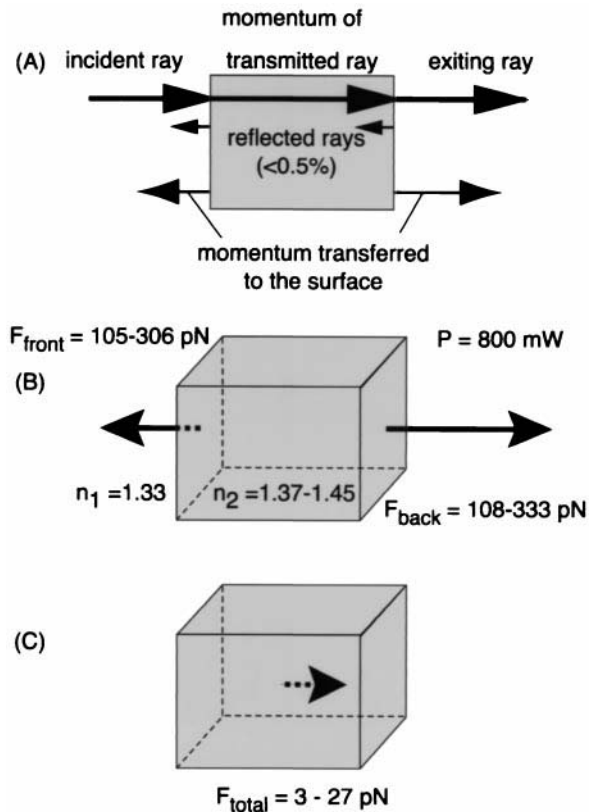 momentum of
(A)
incident ray transmitted ray exiting ray
reflected rays
(<0.5%)
momentum transferred
to the surface
F_front = 105-306 pN P = 800 mW
(B)
n_1 =1.33 n_2 = 1.37-1.45
F_back = 108-333 pN
(C)
F_total = 3 - 27 pN